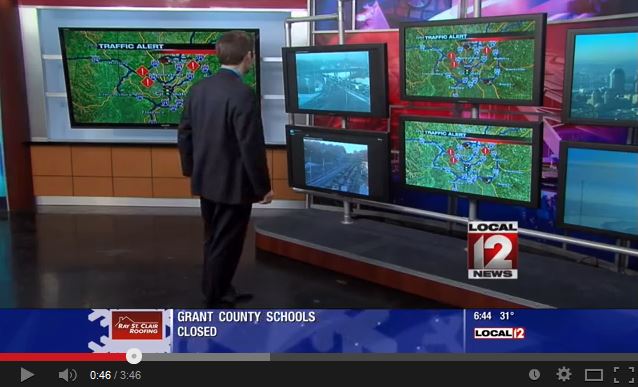 TRAFFIC ALERT
TRAFFIC ALERT
TRAFFIC ALERT
LOCAL
12
NEWS
RAY ST. CLAIR
ROOFING
GRANT COUNTY SCHOOLS
CLOSED
6:44 31°
LOCAL 12
0:46 / 3:46